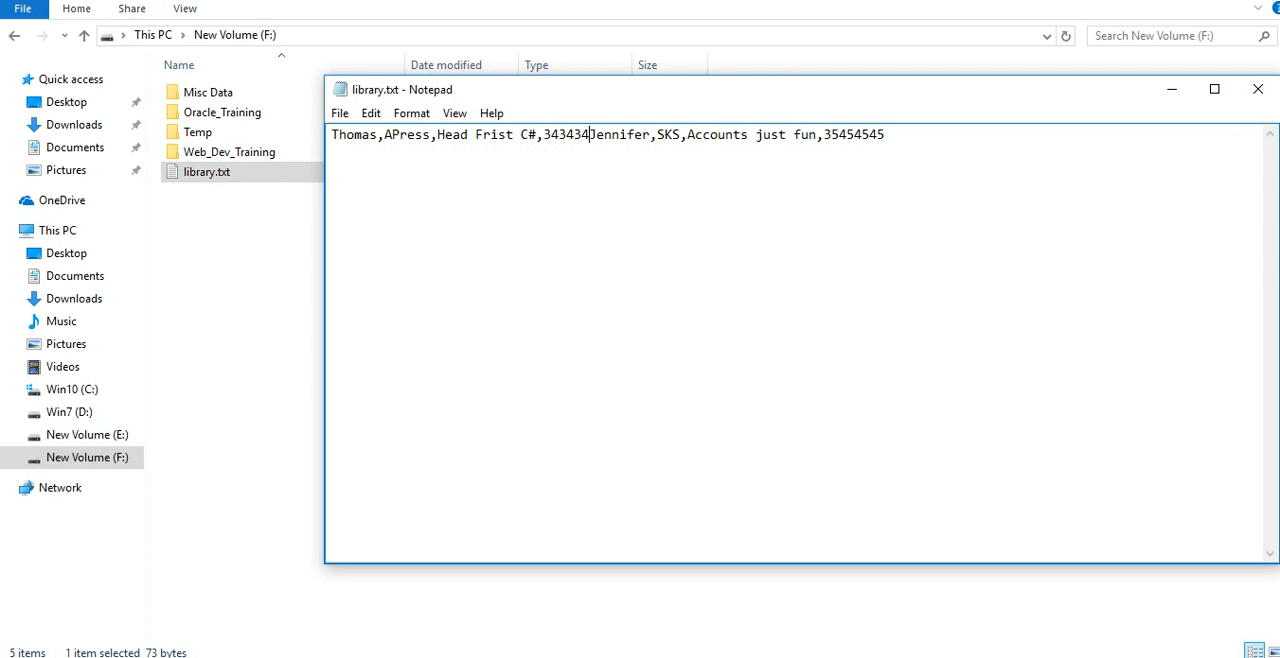 File Home Share View
This PC New Volume (F:) Search New Volume (F:)
Name Date modified Type Size
Quick access
Desktop
Downloads
Documents
Pictures
OneDrive
This PC
Desktop
Documents
Downloads
Music
Pictures
Videos
Win10 (C:)
Win7 (D:)
New Volume (E:)
New Volume (F:)
Network
Misc Data
Oracle_Training
Temp
Web_Dev_Training
library.txt
library.txt - Notepad
File Edit Format View Help
Thomas,APress,Head Frist C#,343434Jennifer,SKS,Accounts just fun,35454545
5 items 1 item selected 73 bytes